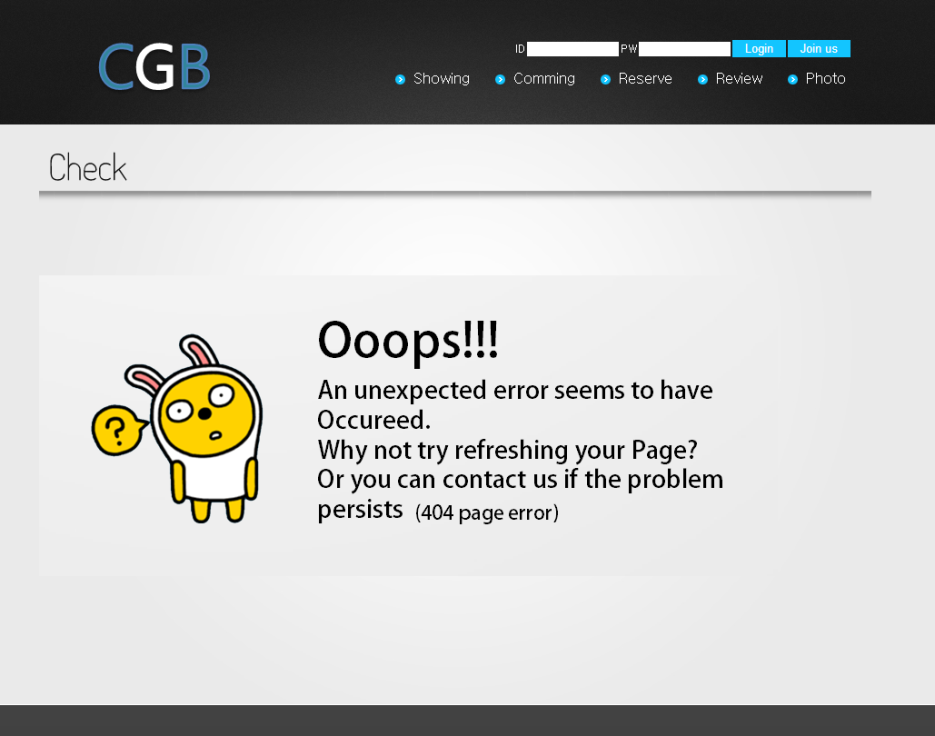 CGB
ID PW Login Join us
Showing Comming Reserve Review Photo
Check
?
Ooops!!!
An unexpected error seems to have
Occureed.
Why not try refreshing your Page?
Or you can contact us if the problem
persists (404 page error)